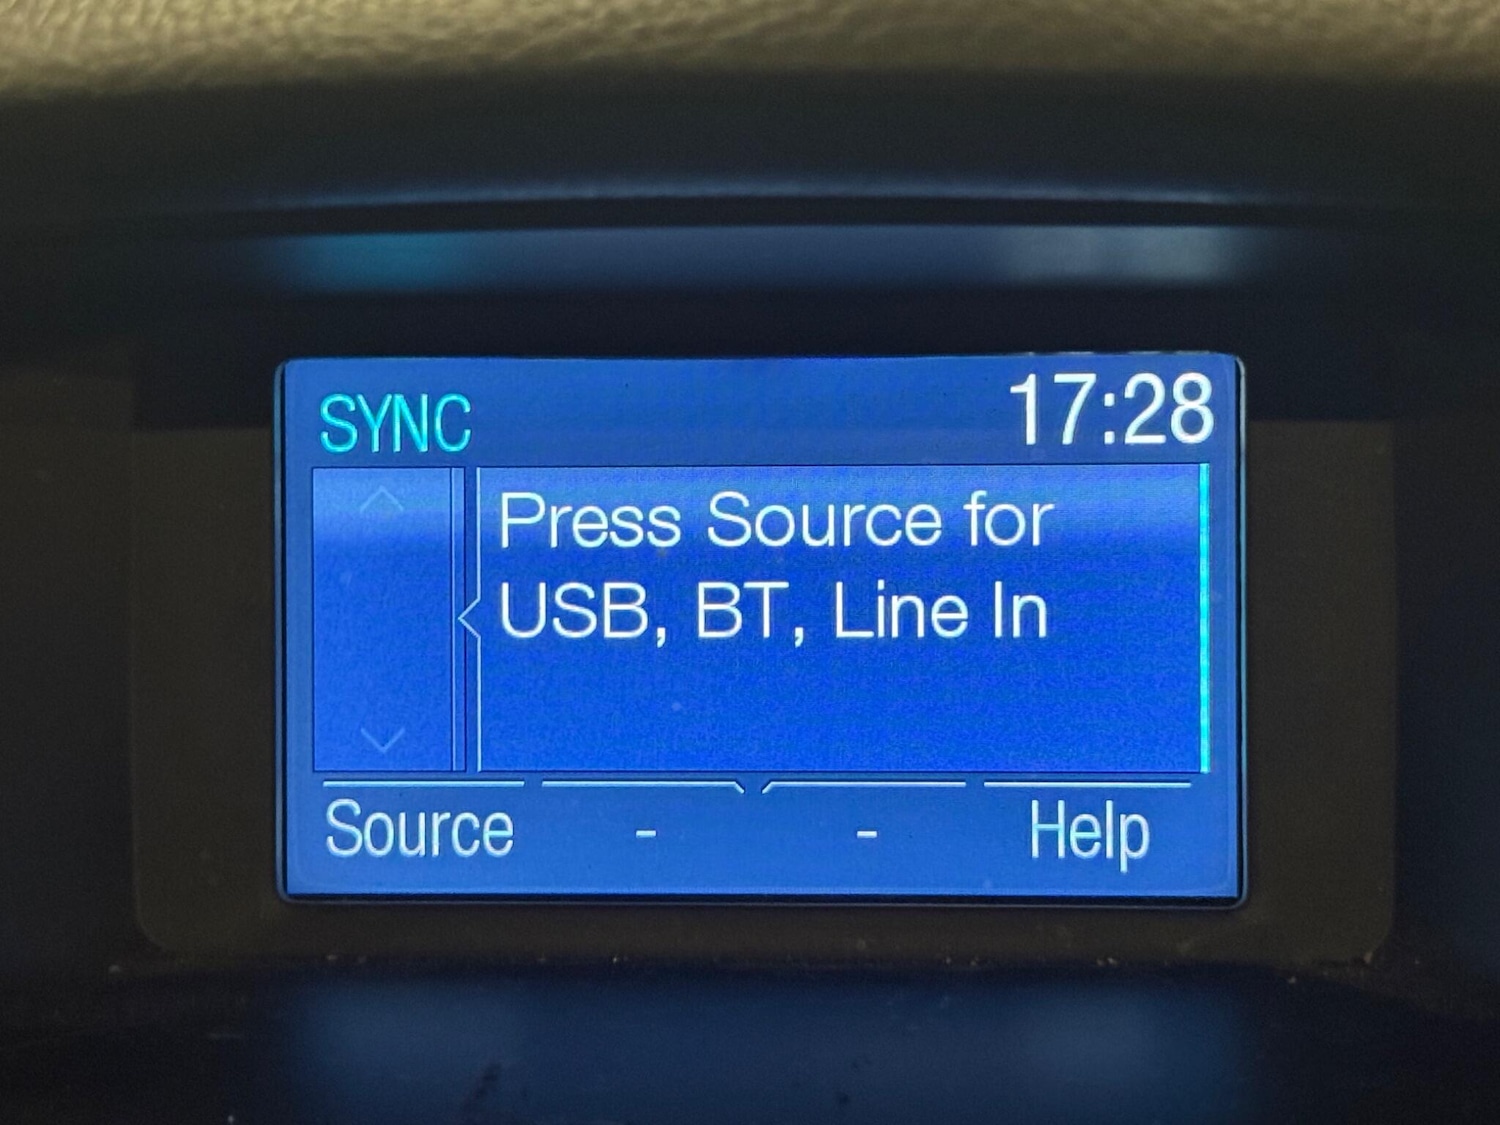 SYNC
17:28
Press Source for
USB, BT, Line In
Source - - Help